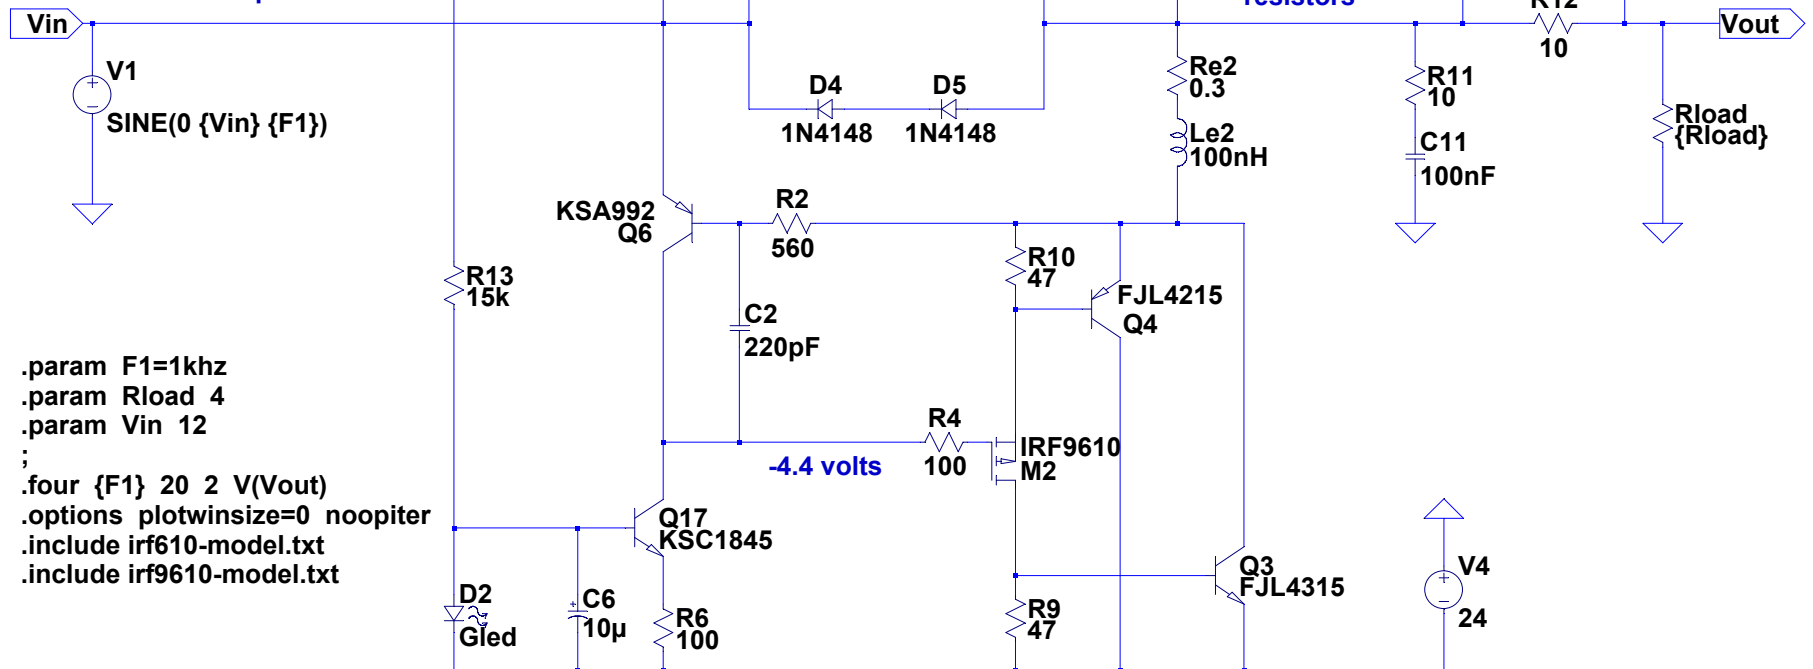 resistors
R12
Vin
10
Vout
V1
SINE(0 {Vin} {F1})
D4
1N4148
D5
1N4148
Re2
0.3
Le2
100nH
R11
10
C11
100nF
Rload
{Rload}
KSA992
Q6
R2
560
R13
15k
R10
47
FJL4215
Q4
C2
220pF
.param F1=1khz
.param Rload 4
.param Vin 12
;
.four {F1} 20 2 V(Vout)
.options plotwinsize=0 noopiter
.include irf610-model.txt
.include irf9610-model.txt
-4.4 volts
R4
100
IRF9610
M2
Q17
KSC1845
D2
Gled
C6
10µ
R6
100
R9
47
Q3
FJL4315
V4
24